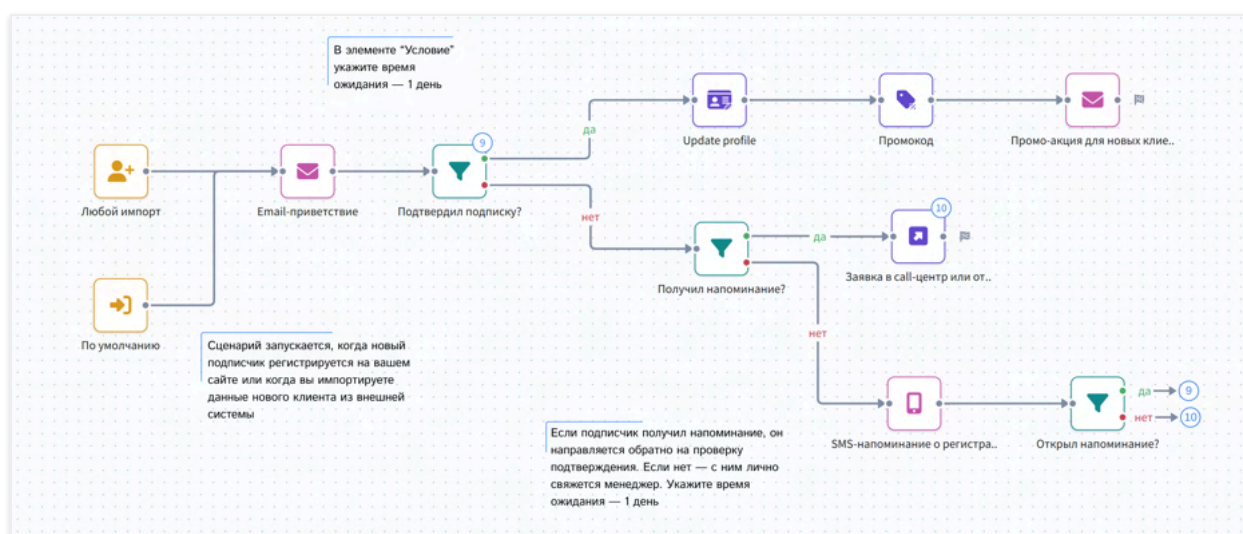 В элементе “Условие”
укажите время
ожидания — 1 день
9
да
Update profile
Промокод
Промо-акция для новых клие..
Любой импорт
Email-приветствие
Подтвердил подписку?
нет
10
да
Получил напоминание?
Заявка в call-центр или от..
По умолчанию
нет
Сценарий запускается, когда новый
подписчик регистрируется на вашем
сайте или когда вы импортируете
данные нового клиента из внешней
системы
да
9
нет
10
SMS-напоминание о регистра..
Открыл напоминание?
Если подписчик получил напоминание, он
направляется обратно на проверку
подтверждения. Если нет — с ним лично
свяжется менеджер. Укажите время
ожидания — 1 день